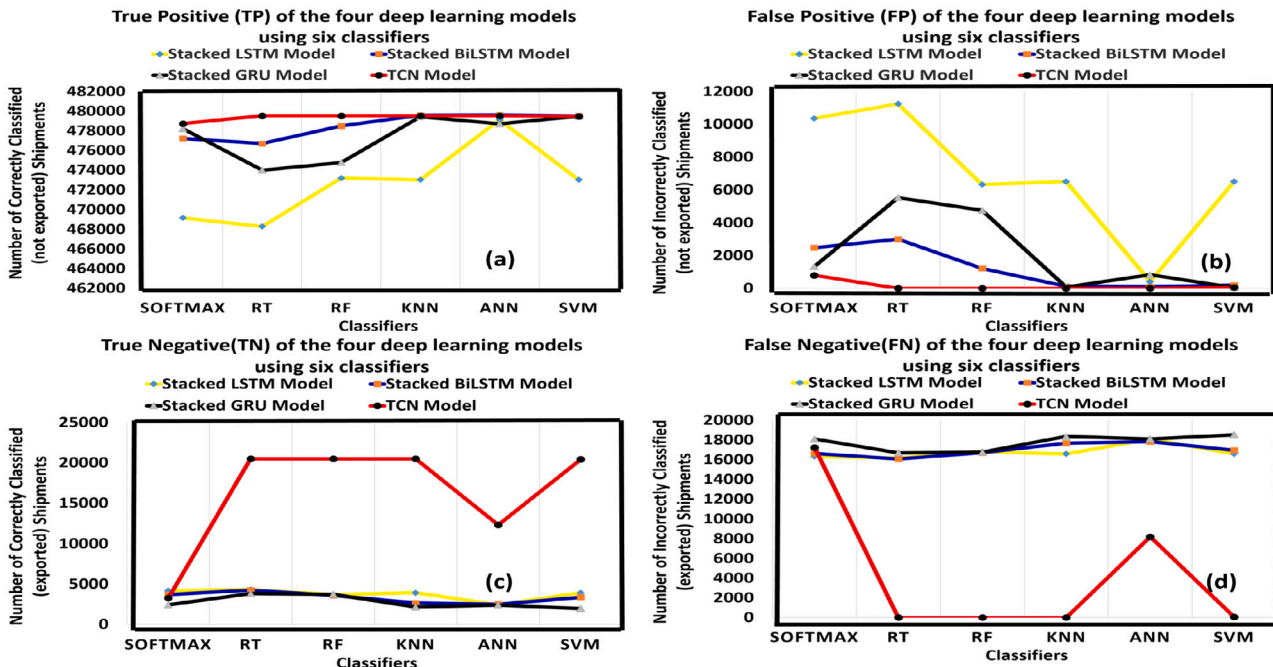 True Positive (TP) of the four deep learning models
using six classifiers
Stacked LSTM Model
Stacked BiLSTM Model
Stacked GRU Model
TCN Model
Number of Correctly Classified
(not exported) Shipments
482000
480000
478000
476000
474000
472000
470000
468000
466000
464000
462000
(a)
SOFTMAX RT RF KNN ANN SVM
Classifiers
False Positive (FP) of the four deep learning models
using six classifiers
Stacked LSTM Model
Stacked BiLSTM Model
Stacked GRU Model
TCN Model
Number of Incorrectly Classified
(not exported) Shipments
12000
10000
8000
6000
4000
2000
0
(b)
SOFTMAX RT RF KNN ANN SVM
Classifiers
True Negative(TN) of the four deep learning models
using six classifiers
Stacked LSTM Model
Stacked BiLSTM Model
Stacked GRU Model
TCN Model
Number of Correctly Classified
(exported) Shipments
25000
20000
15000
10000
5000
0
(c)
SOFTMAX RT RF KNN ANN SVM
Classifiers
False Negative(FN) of the four deep learning models
using six classifiers
Stacked LSTM Model
Stacked BiLSTM Model
Stacked GRU Model
TCN Model
Number of Incorrectly Classified
(exported) Shipments
20000
18000
16000
14000
12000
10000
8000
6000
4000
2000
0
(d)
SOFTMAX RT RF KNN ANN SVM
Classifiers